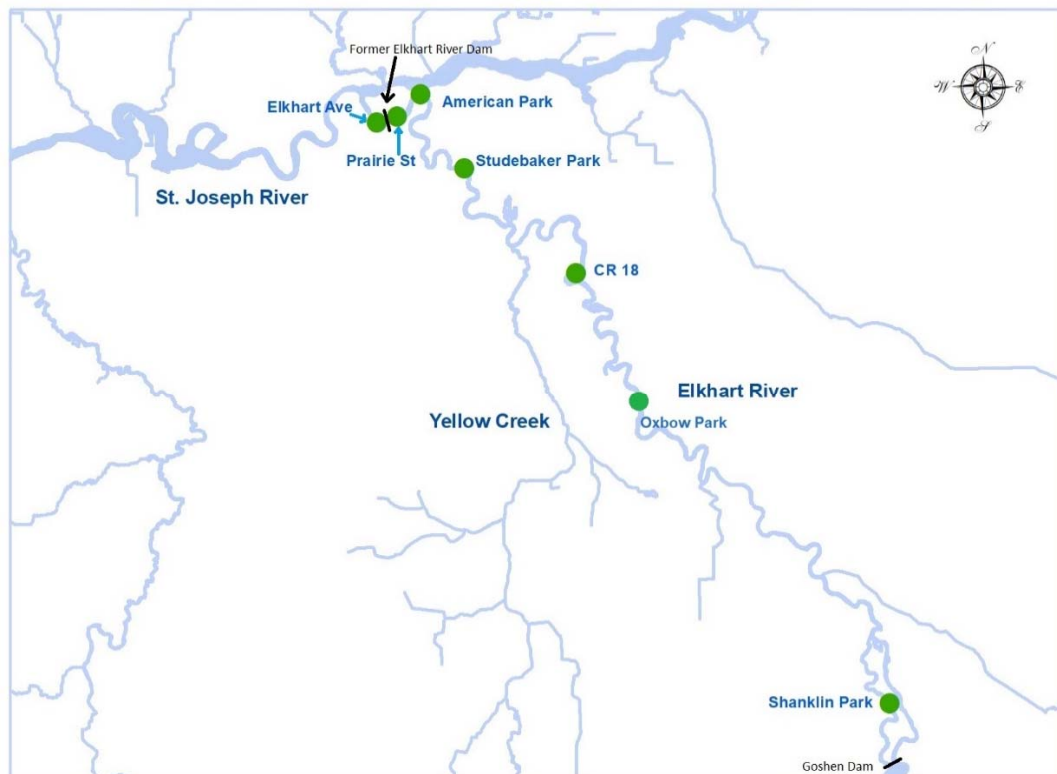 Former Elkhart River Dam
N
W E
S
Elkhart Ave
American Park
Prairie St
Studebaker Park
St. Joseph River
CR 18
Elkhart River
Oxbow Park
Yellow Creek
Shanklin Park
Goshen Dam